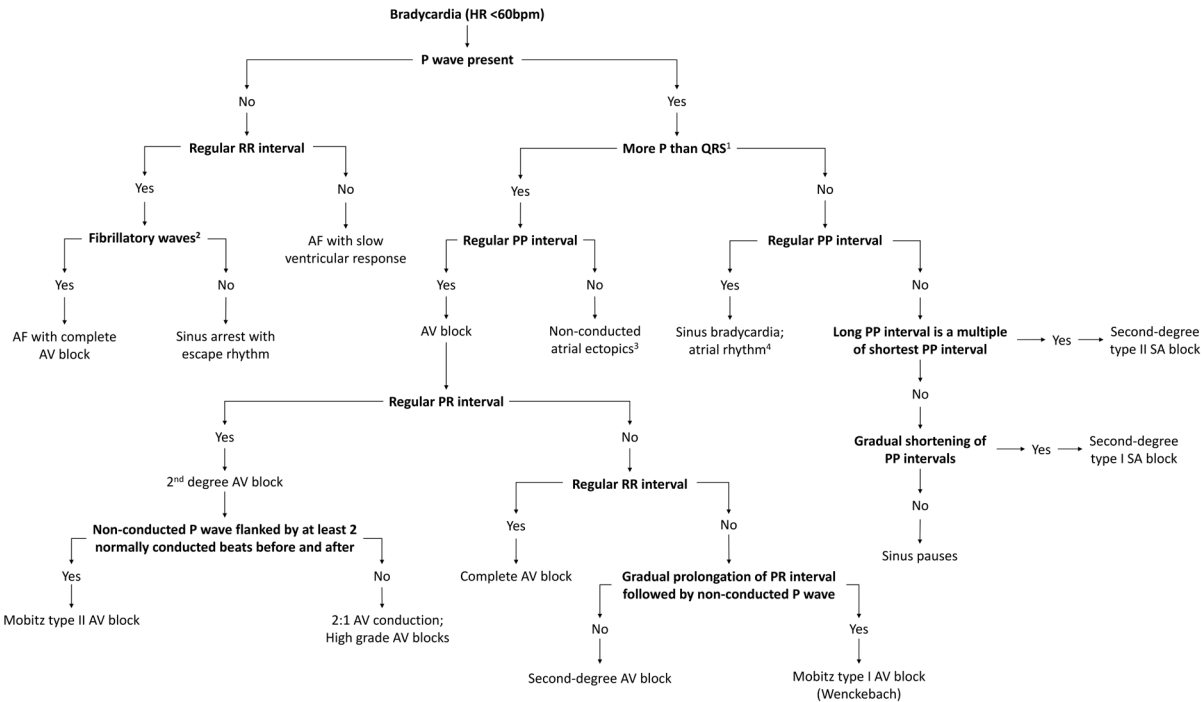 Bradycardia (HR <60bpm)
P wave present
No
Yes
Regular RR interval
More P than QRS¹
Yes
No
Yes
No
Fibrillatory waves²
AF with slow
ventricular response
Regular PP interval
Regular PP interval
Yes
No
Yes
No
Yes
No
AF with complete
AV block
Sinus arrest with
escape rhythm
AV block
Non-conducted
atrial ectopics³
Sinus bradycardia;
atrial rhythm⁴
Long PP interval is a multiple
of shortest PP interval
Yes
Second-degree
type II SA block
Regular PR interval
No
Yes
No
Gradual shortening of
PP intervals
Yes
Second-degree
type I SA block
2nd degree AV block
Regular RR interval
No
Non-conducted P wave flanked by at least 2
normally conducted beats before and after
Yes
No
Sinus pauses
Yes
No
Complete AV block
Gradual prolongation of PR interval
followed by non-conducted P wave
Mobitz type II AV block
2:1 AV conduction;
High grade AV blocks
No
Yes
Second-degree AV block
Mobitz type I AV block
(Wenckebach)